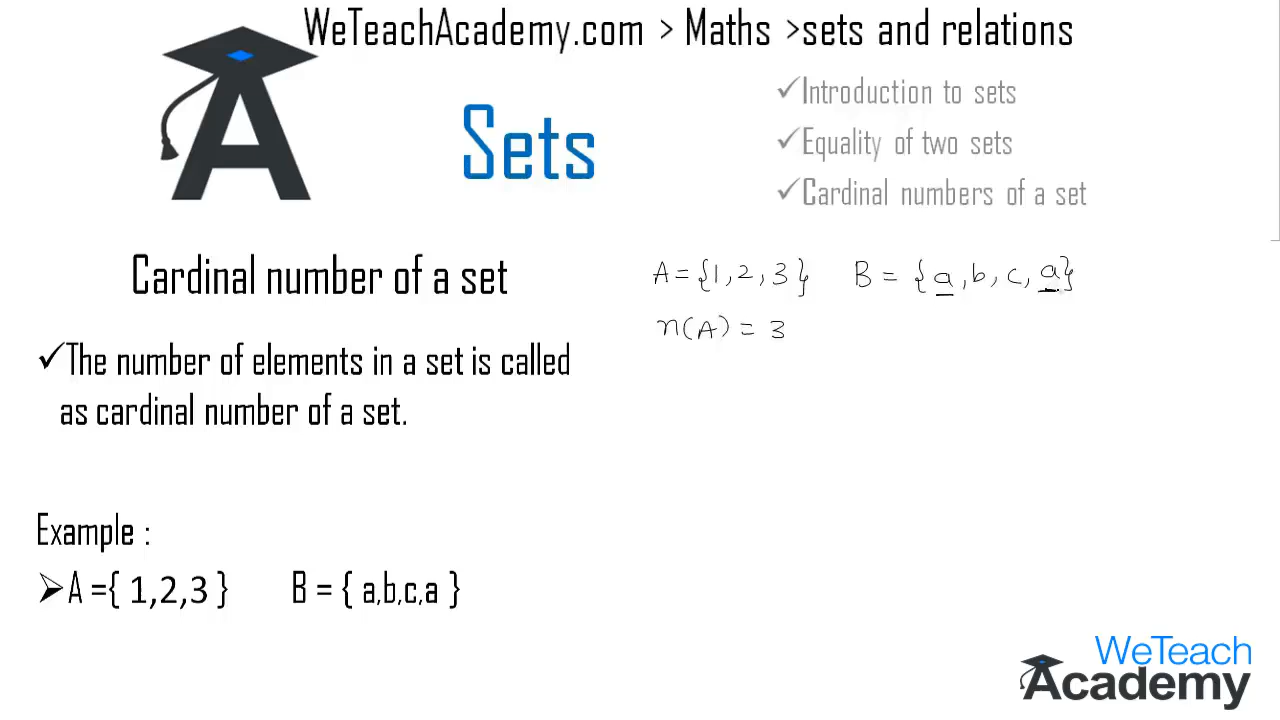 WeTeachAcademy.com > Maths >sets and relations
Sets
✓Introduction to sets
✓Equality of two sets
✓Cardinal numbers of a set
Cardinal number of a set
✓The number of elements in a set is called
as cardinal number of a set.
Example :
➢A ={ 1,2,3 } B = { a,b,c,a }
A = {1, 2, 3} B = {a, b, c, a}
n(A) = 3
WeTeach
Academy